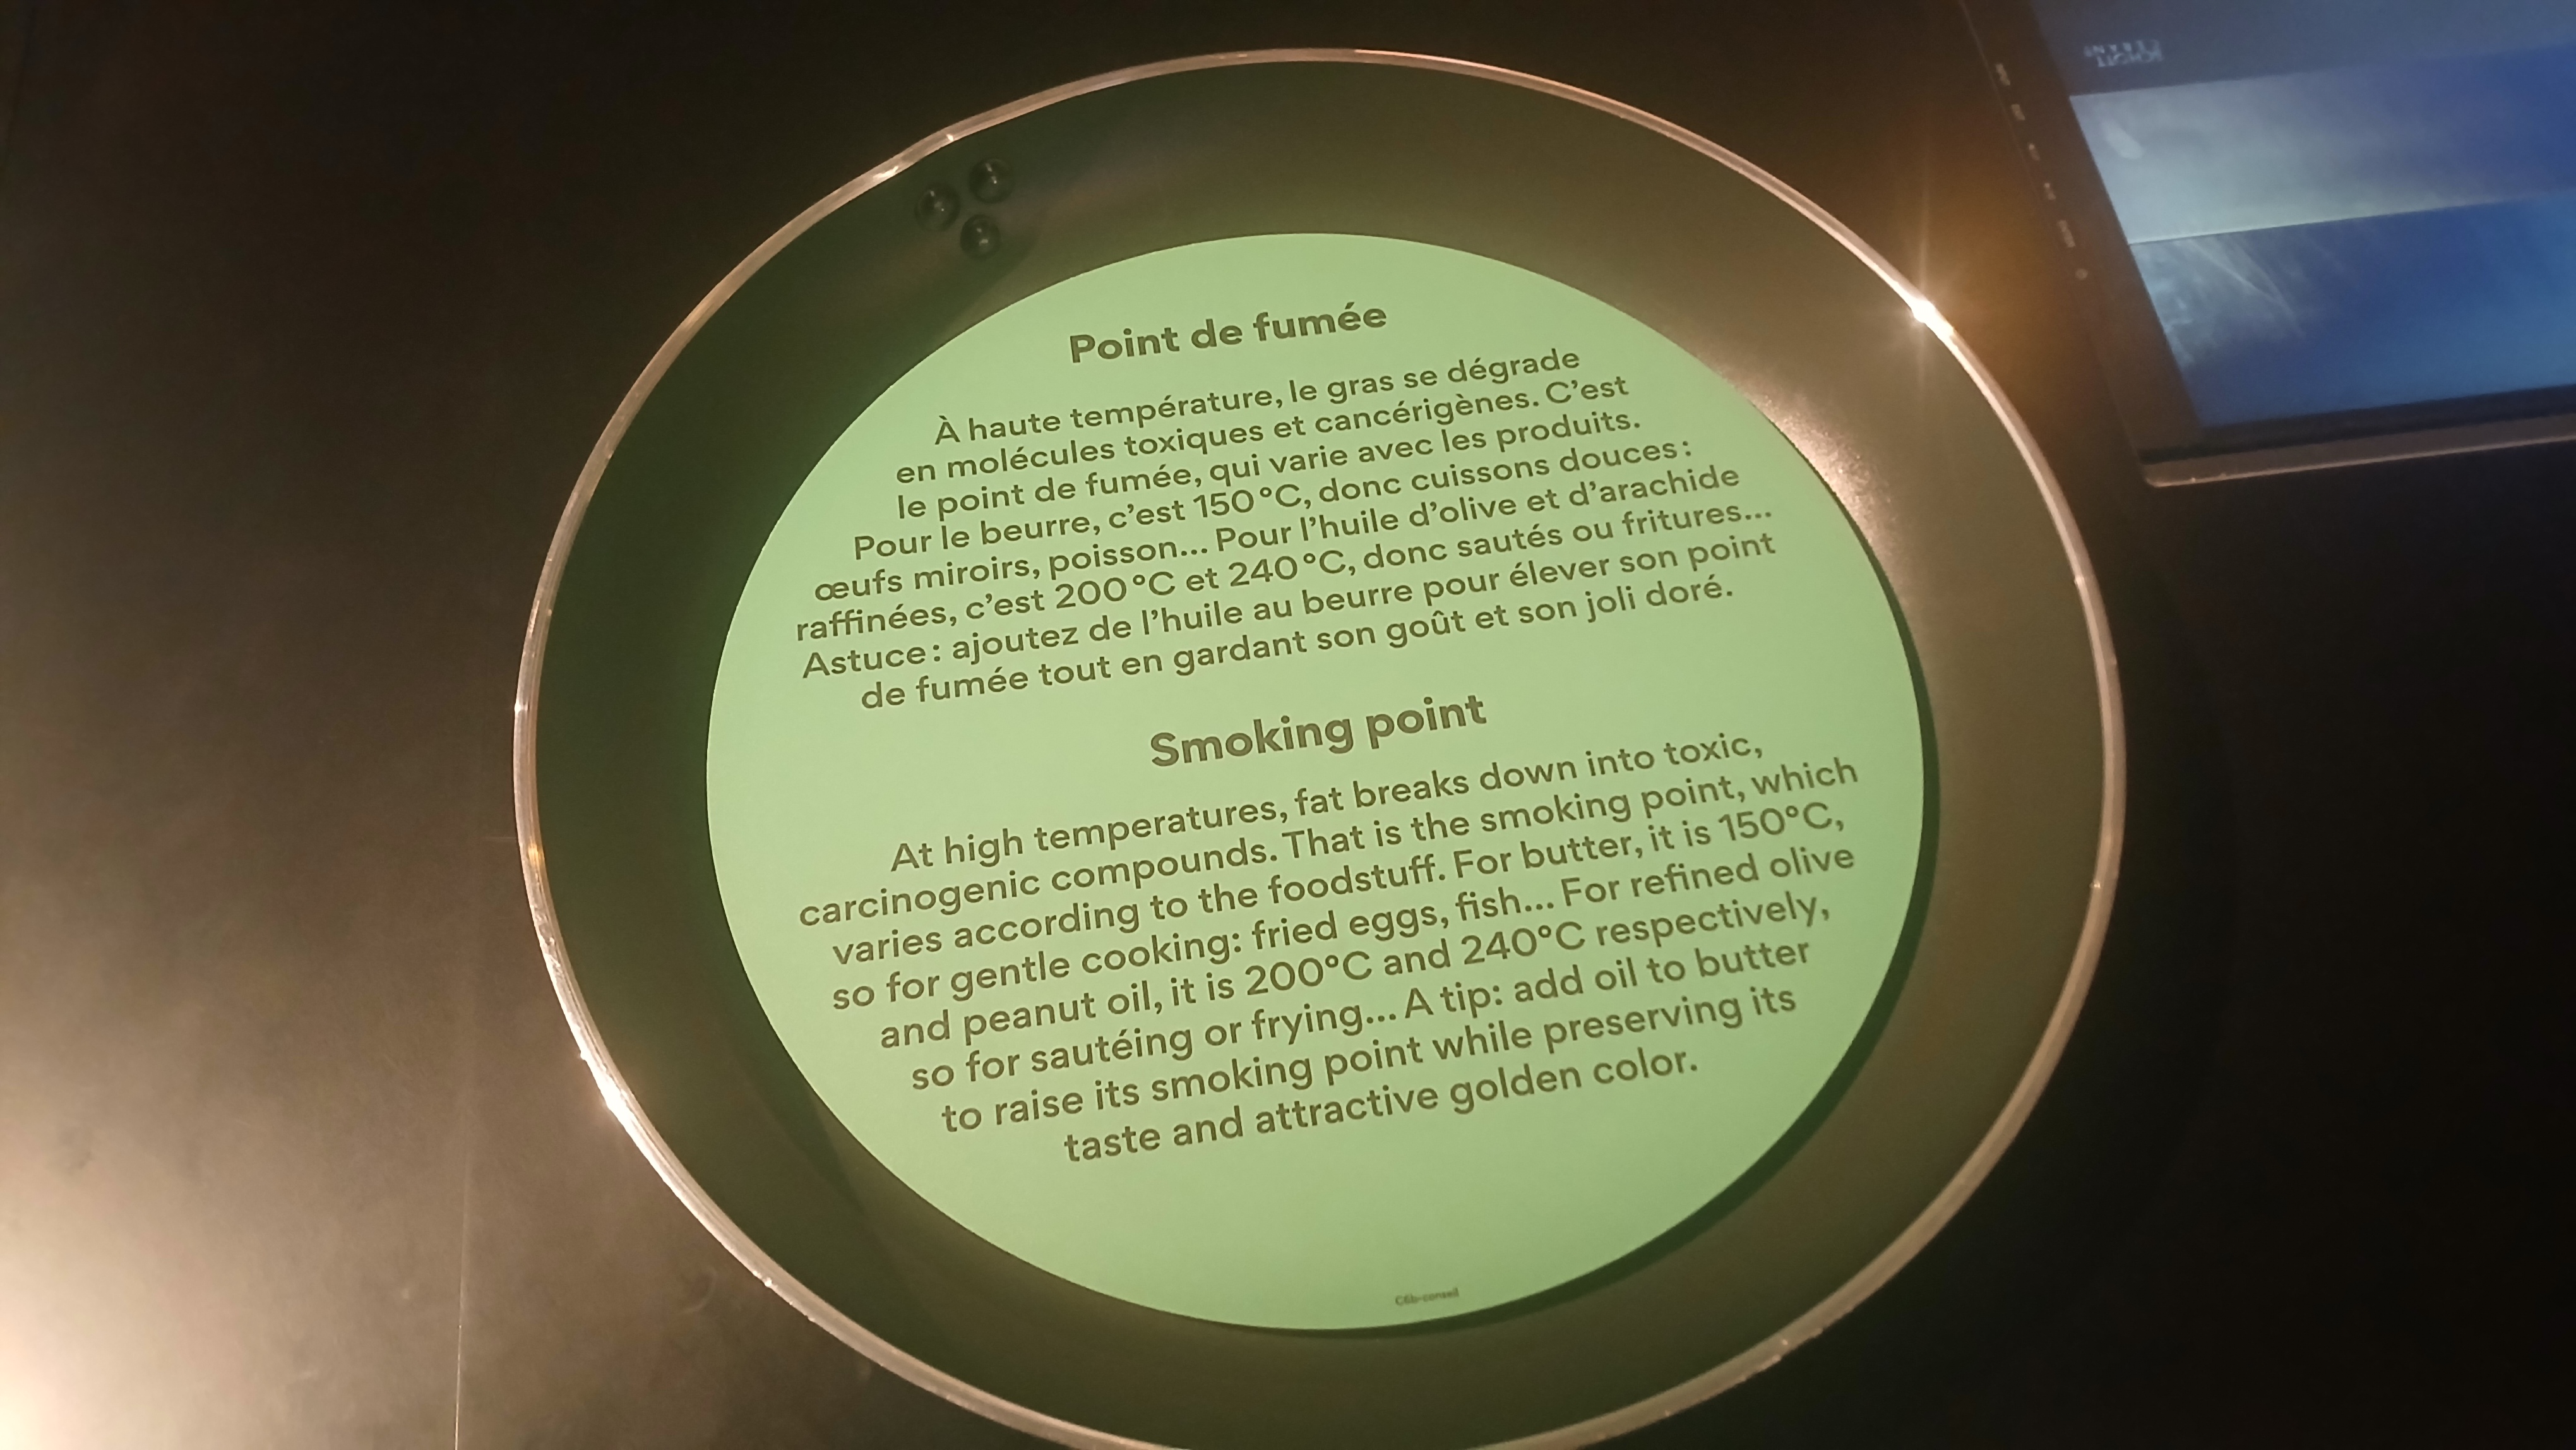 Point de fumée
À haute température, le gras se dégrade
en molécules toxiques et cancérigènes. C'est
le point de fumée, qui varie avec les produits.
Pour le beurre, c'est 150 °C, donc cuissons douces :
œufs miroirs, poisson... Pour l'huile d'olive et d'arachide
raffinées, c'est 200 °C et 240 °C, donc sautés ou fritures...
Astuce : ajoutez de l'huile au beurre pour élever son point
de fumée tout en gardant son goût et son joli doré.
Smoking point
At high temperatures, fat breaks down into toxic,
carcinogenic compounds. That is the smoking point, which
varies according to the foodstuff. For butter, it is 150°C,
so for gentle cooking: fried eggs, fish... For refined olive
and peanut oil, it is 200°C and 240°C respectively,
so for sautéing or frying... A tip: add oil to butter
to raise its smoking point while preserving its
taste and attractive golden color.
C6b-conseil